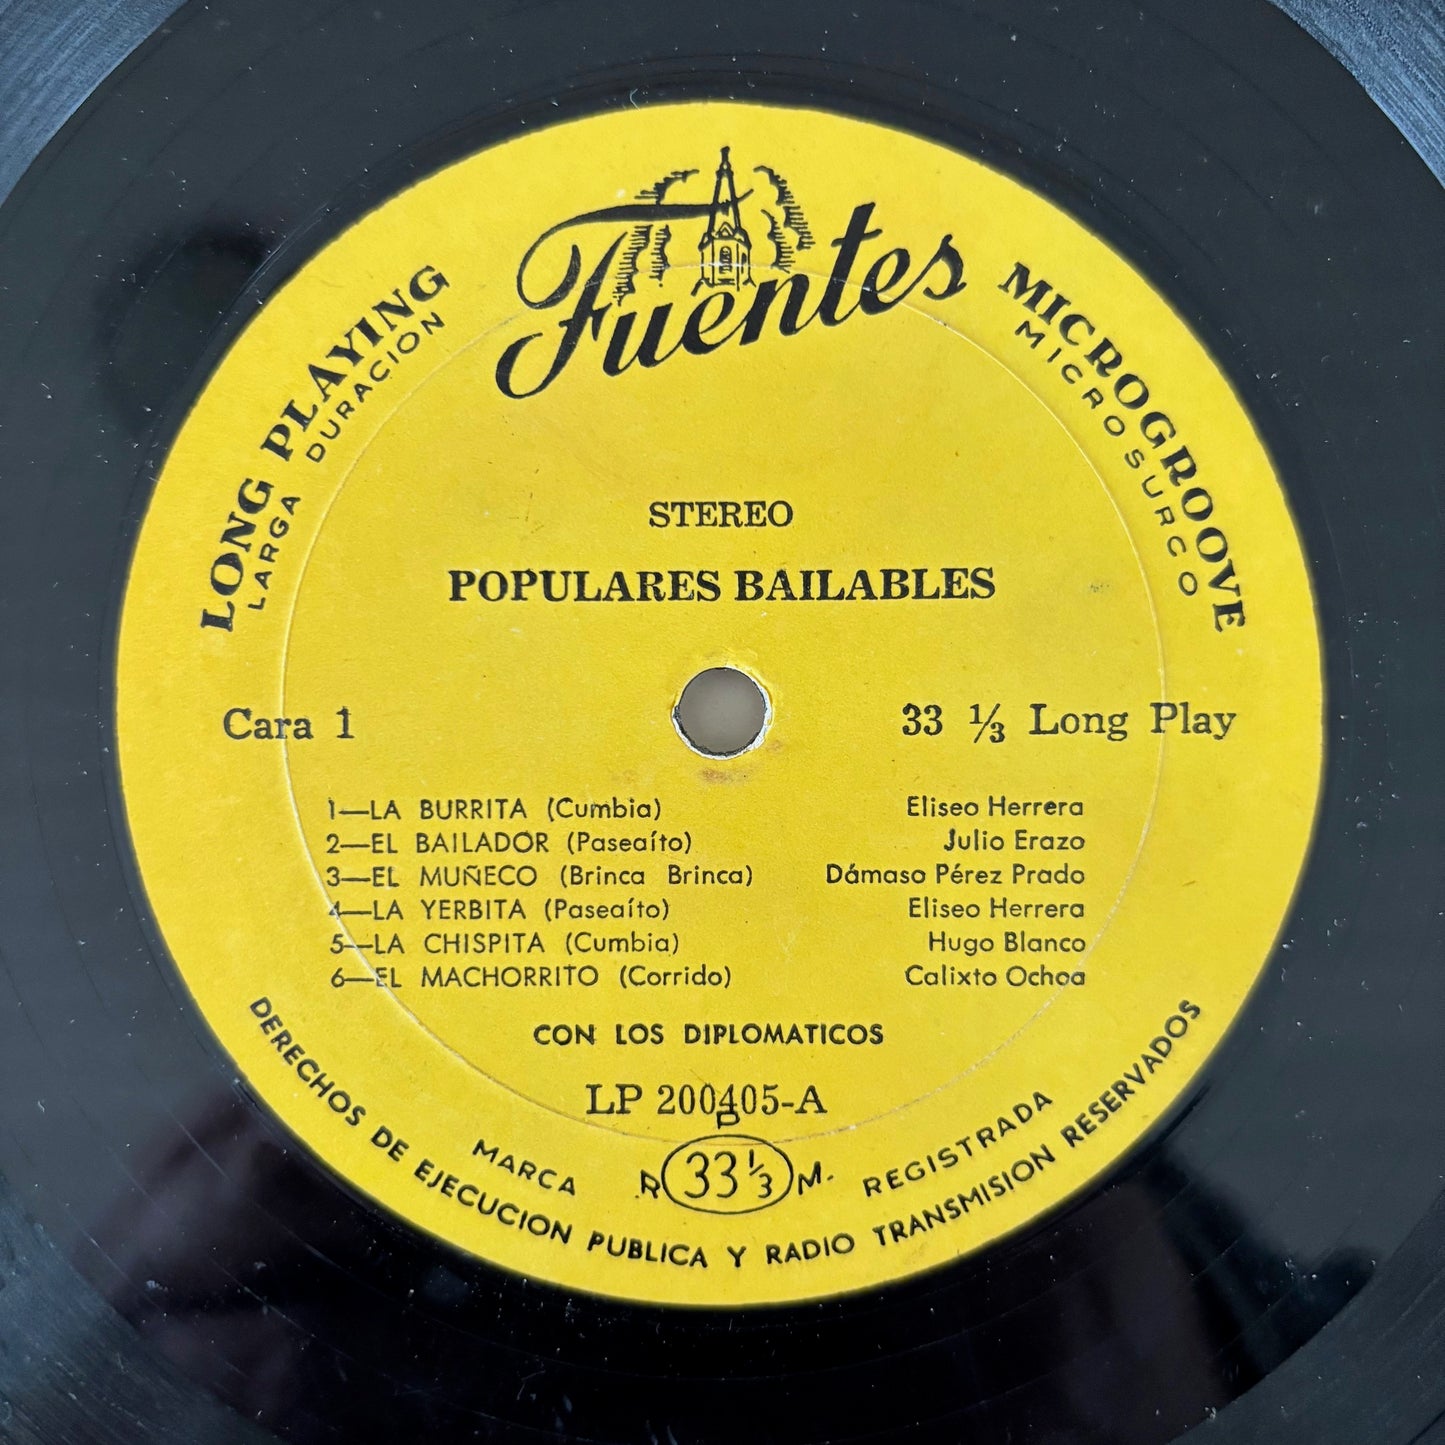 Fuentes
LONG PLAYING
LARGA DURACION
MICROGROOVE
MICROSURCO
STEREO
POPULARES BAILABLES
Cara 1
33 ⅓ Long Play
1—LA BURRITA (Cumbia) Eliseo Herrera
2—EL BAILADOR (Paseaíto) Julio Erazo
3—EL MUÑECO (Brinca Brinca) Dámaso Pérez Prado
4—LA YERBITA (Paseaíto) Eliseo Herrera
5—LA CHISPITA (Cumbia) Hugo Blanco
6—EL MACHORRITO (Corrido) Calixto Ochoa
CON LOS DIPLOMATICOS
LP 200405-A
P
R 33 ⅓ M.
MARCA REGISTRADA
DERECHOS DE EJECUCION PUBLICA Y RADIO TRANSMISION RESERVADOS